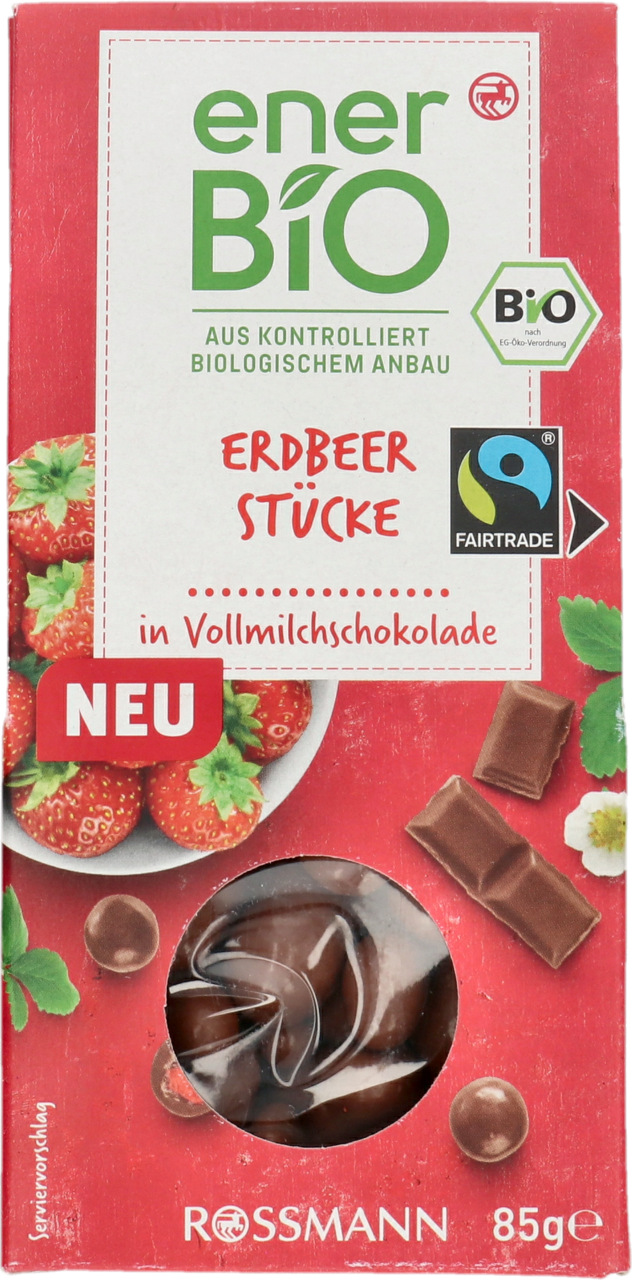 ener
BiO
AUS KONTROLLIERT
BIOLOGISCHEM ANBAU
BiO
nach
EG-Öko-Verordnung
ERDBEER
STÜCKE
®
FAIRTRADE
in Vollmilchschokolade
NEU
Serviervorschlag
ROSSMANN
85g℮